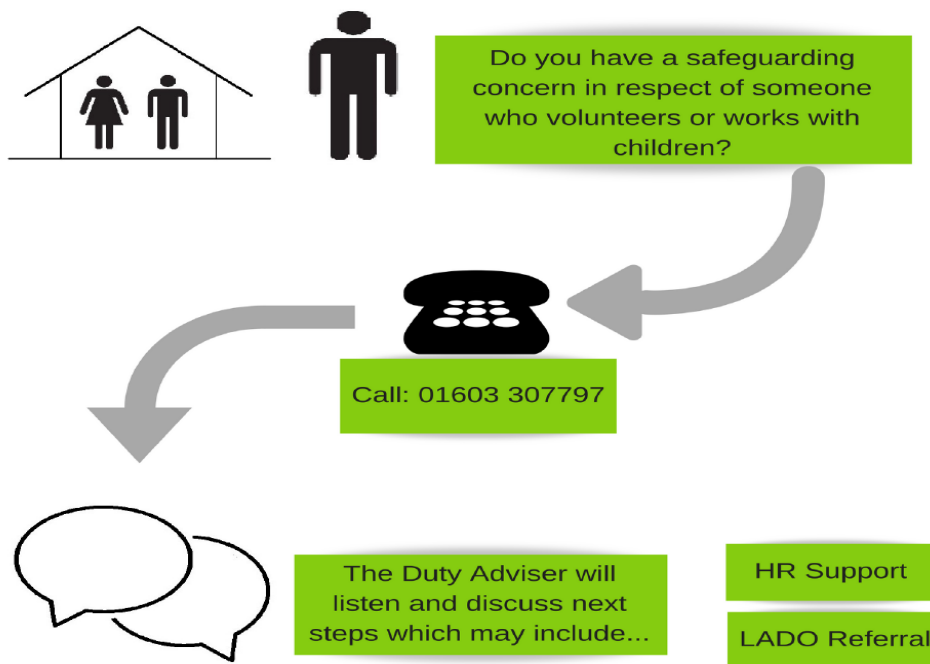 Do you have a safeguarding
concern in respect of someone
who volunteers or works with
children?
Call: 01603 307797
The Duty Adviser will
listen and discuss next
steps which may include...
HR Support
LADO Referral